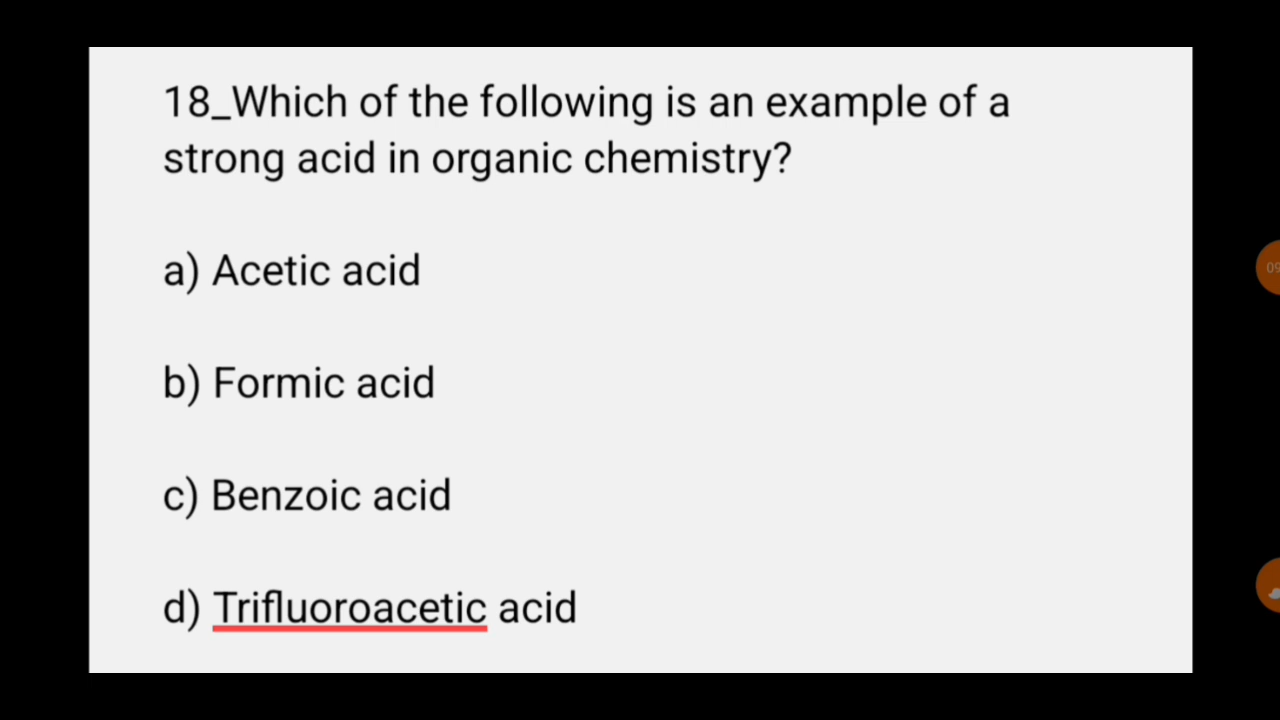 18_Which of the following is an example of a
strong acid in organic chemistry?
a) Acetic acid
b) Formic acid
c) Benzoic acid
d) Trifluoroacetic acid